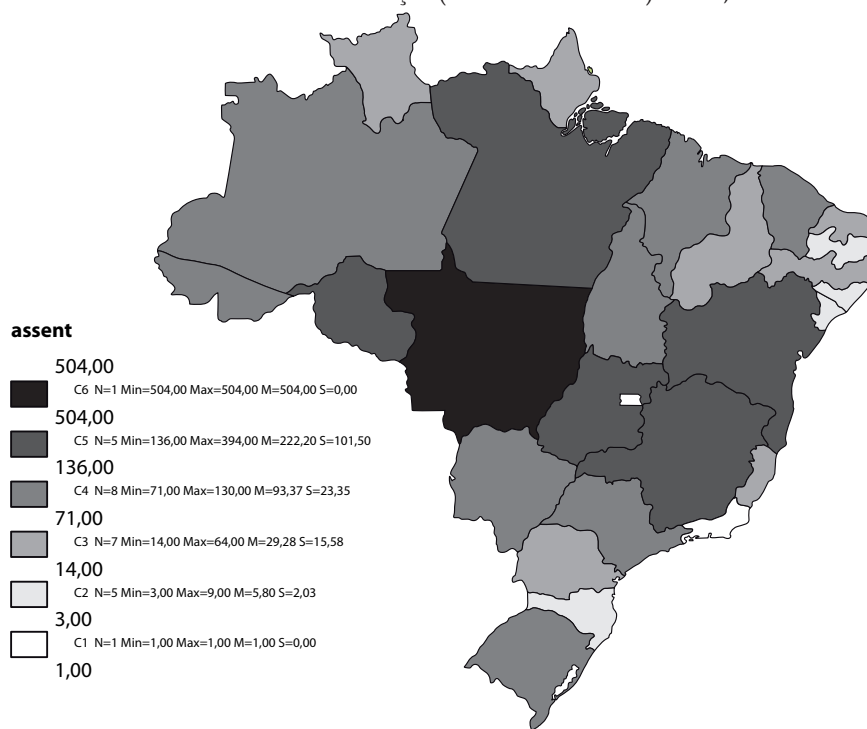 assent
504,00
C6 N=1 Min=504,00 Max=504,00 M=504,00 S=0,00
504,00
C5 N=5 Min=136,00 Max=394,00 M=222,20 S=101,50
136,00
C4 N=8 Min=71,00 Max=130,00 M=93,37 S=23,35
71,00
C3 N=7 Min=14,00 Max=64,00 M=29,28 S=15,58
14,00
C2 N=5 Min=3,00 Max=9,00 M=5,80 S=2,03
3,00
C1 N=1 Min=1,00 Max=1,00 M=1,00 S=0,00
1,00